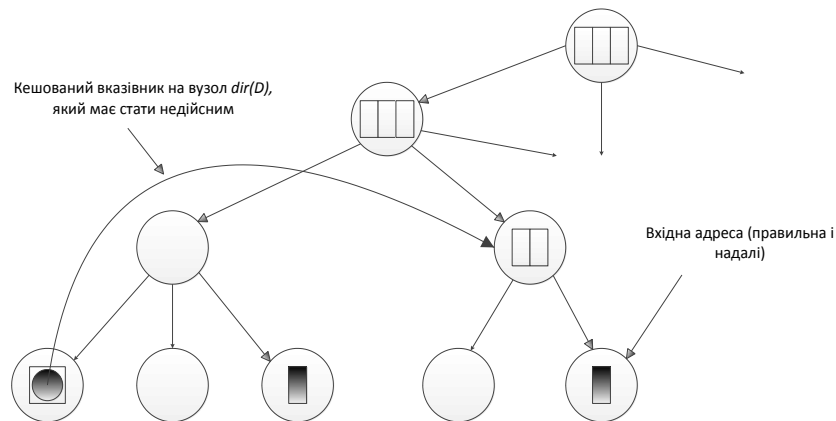 Кешований вказівник на вузол dir(D),
який має стати недійсним
Вхідна адреса (правильна і
надалі)